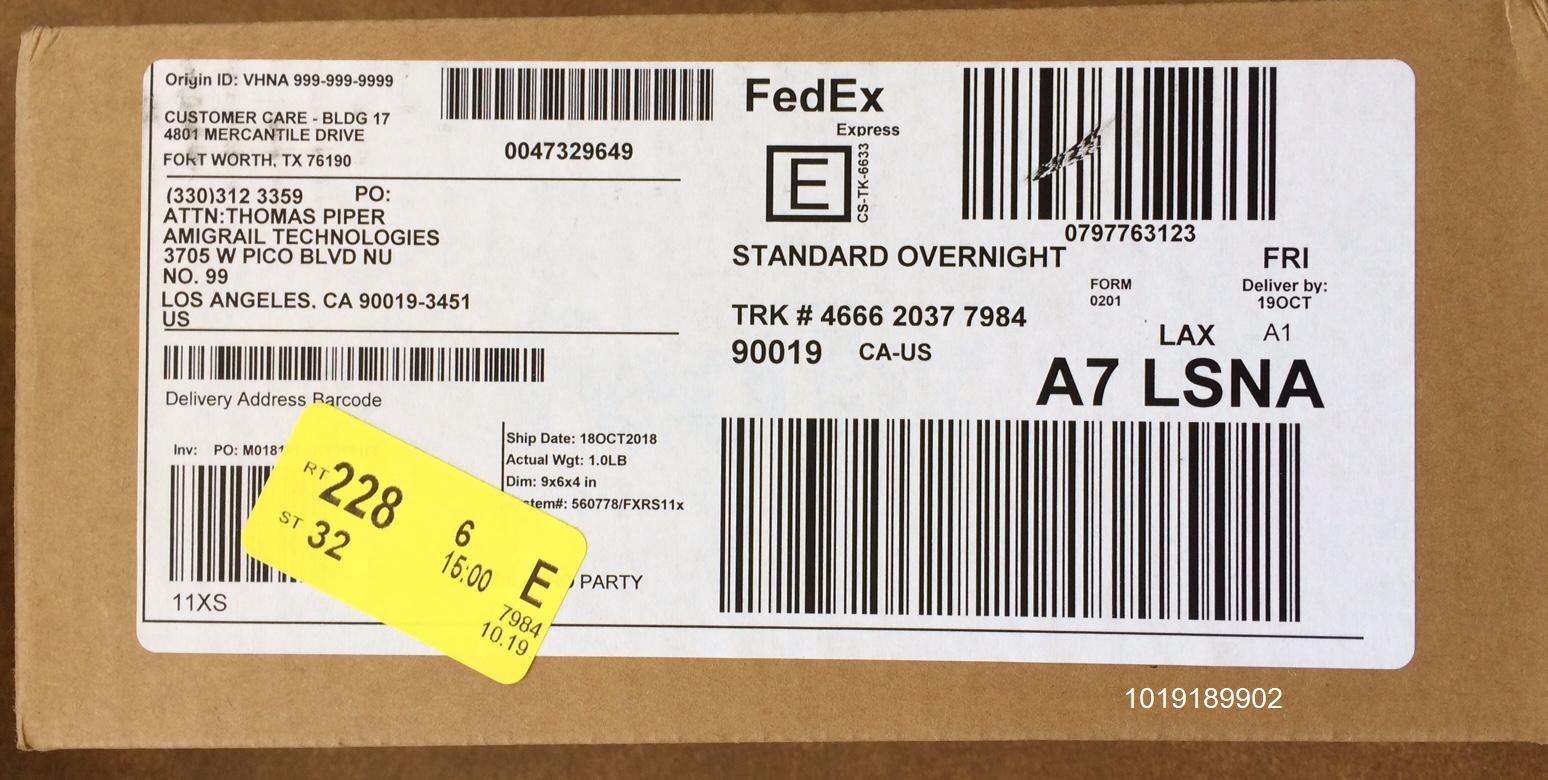 Origin ID: VHNA 999-999-9999
CUSTOMER CARE - BLDG 17
4801 MERCANTILE DRIVE
FORT WORTH, TX 76190
0047329649
(330)312 3359 PO:
ATTN:THOMAS PIPER
AMIGRAIL TECHNOLOGIES
3705 W PICO BLVD NU
NO. 99
LOS ANGELES. CA 90019-3451
US
Delivery Address Barcode
Inv: PO: M0181
Ship Date: 18OCT2018
Actual Wgt: 1.0LB
Dim: 9x6x4 in
tem#: 560778/FXRS11x
PARTY
11XS
RT 228
ST 32
6
15:00
E
7984
10.19
FedEx
Express
E
CS-TK-6633
0797763123
STANDARD OVERNIGHT
FRI
FORM
0201
Deliver by:
19OCT
TRK # 4666 2037 7984
LAX A1
90019 CA-US
A7 LSNA
1019189902